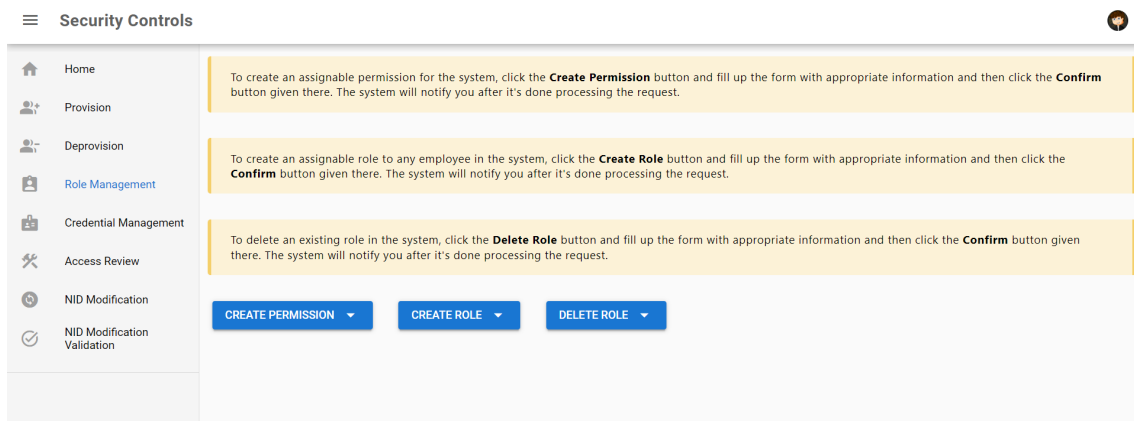 Security Controls
Home
Provision
Deprovision
Role Management
Credential Management
Access Review
NID Modification
NID Modification
Validation
To create an assignable permission for the system, click the Create Permission button and fill up the form with appropriate information and then click the Confirm
button given there. The system will notify you after it's done processing the request.
To create an assignable role to any employee in the system, click the Create Role button and fill up the form with appropriate information and then click the
Confirm button given there. The system will notify you after it's done processing the request.
To delete an existing role in the system, click the Delete Role button and fill up the form with appropriate information and then click the Confirm button given
there. The system will notify you after it's done processing the request.
CREATE PERMISSION
CREATE ROLE
DELETE ROLE